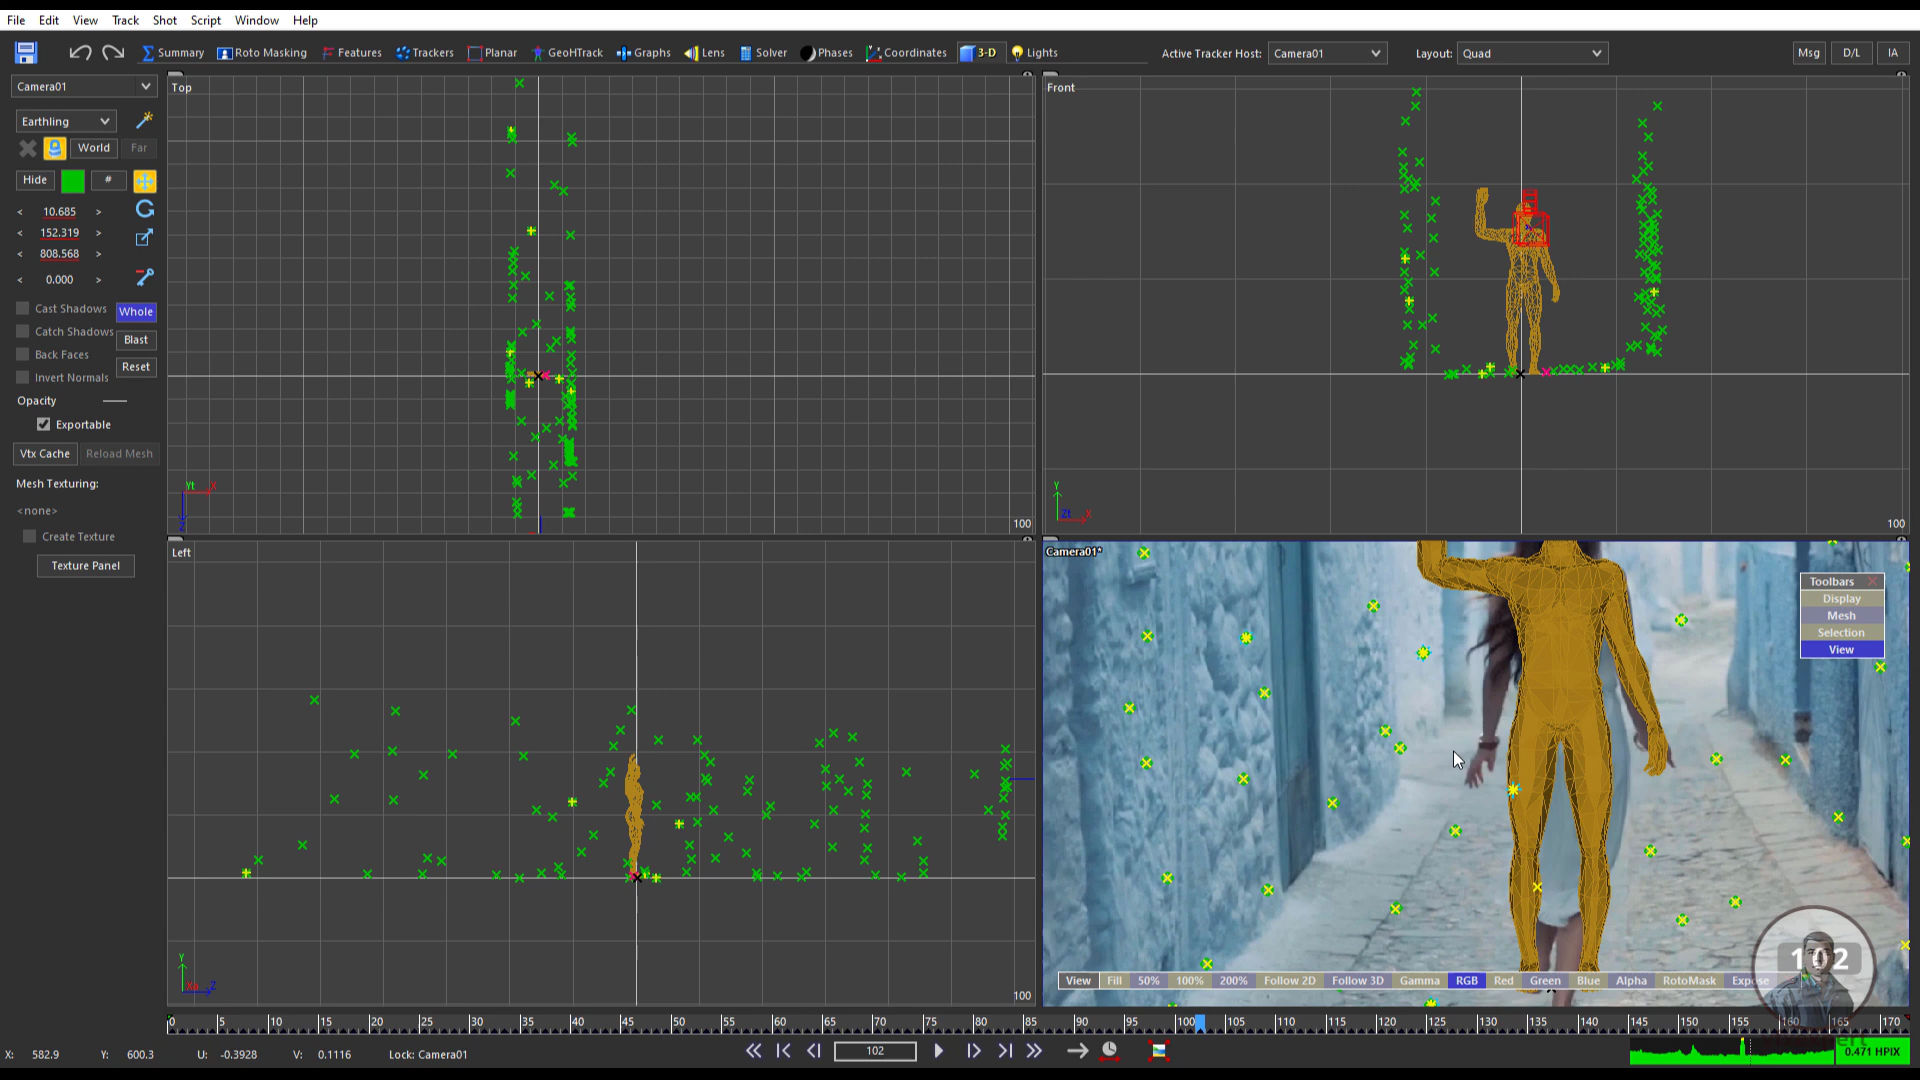 File Edit View Track Shot Script Window Help
Summary Roto Masking Features Trackers Planar GeoHTrack Graphs Lens Solver Phases Coordinates 3-D Lights Active Tracker Host: Camera01 Layout: Quad Msg D/L IA
Camera01
Earthling
World Far
Hide #
< 10.685 >
< 152.319 >
< 808.568 >
< 0.000 >
Cast Shadows Whole
Catch Shadows
Blast
Back Faces
Reset
Invert Normals
Opacity
Exportable
Vtx Cache Reload Mesh
Mesh Texturing:
<none>
Create Texture
Texture Panel
Top
Yt X
Z
100
Front
Y
Zt X
100
Left
Y
Xa Z
100
Camera01*
Toolbars X
Display
Mesh
Selection
View
102
View Fill 50% 100% 200% Follow 2D Follow 3D Gamma RGB Red Green Blue Alpha RotoMask Expose
0 5 10 15 20 25 30 35 40 45 50 55 60 65 70 75 80 85 90 95 100 105 110 115 120 125 130 135 140 145 150 155 160 165 170
X: 582.9 Y: 600.3 U: -0.3928 V: 0.1116 Lock: Camera01 102 0.471 HPIX